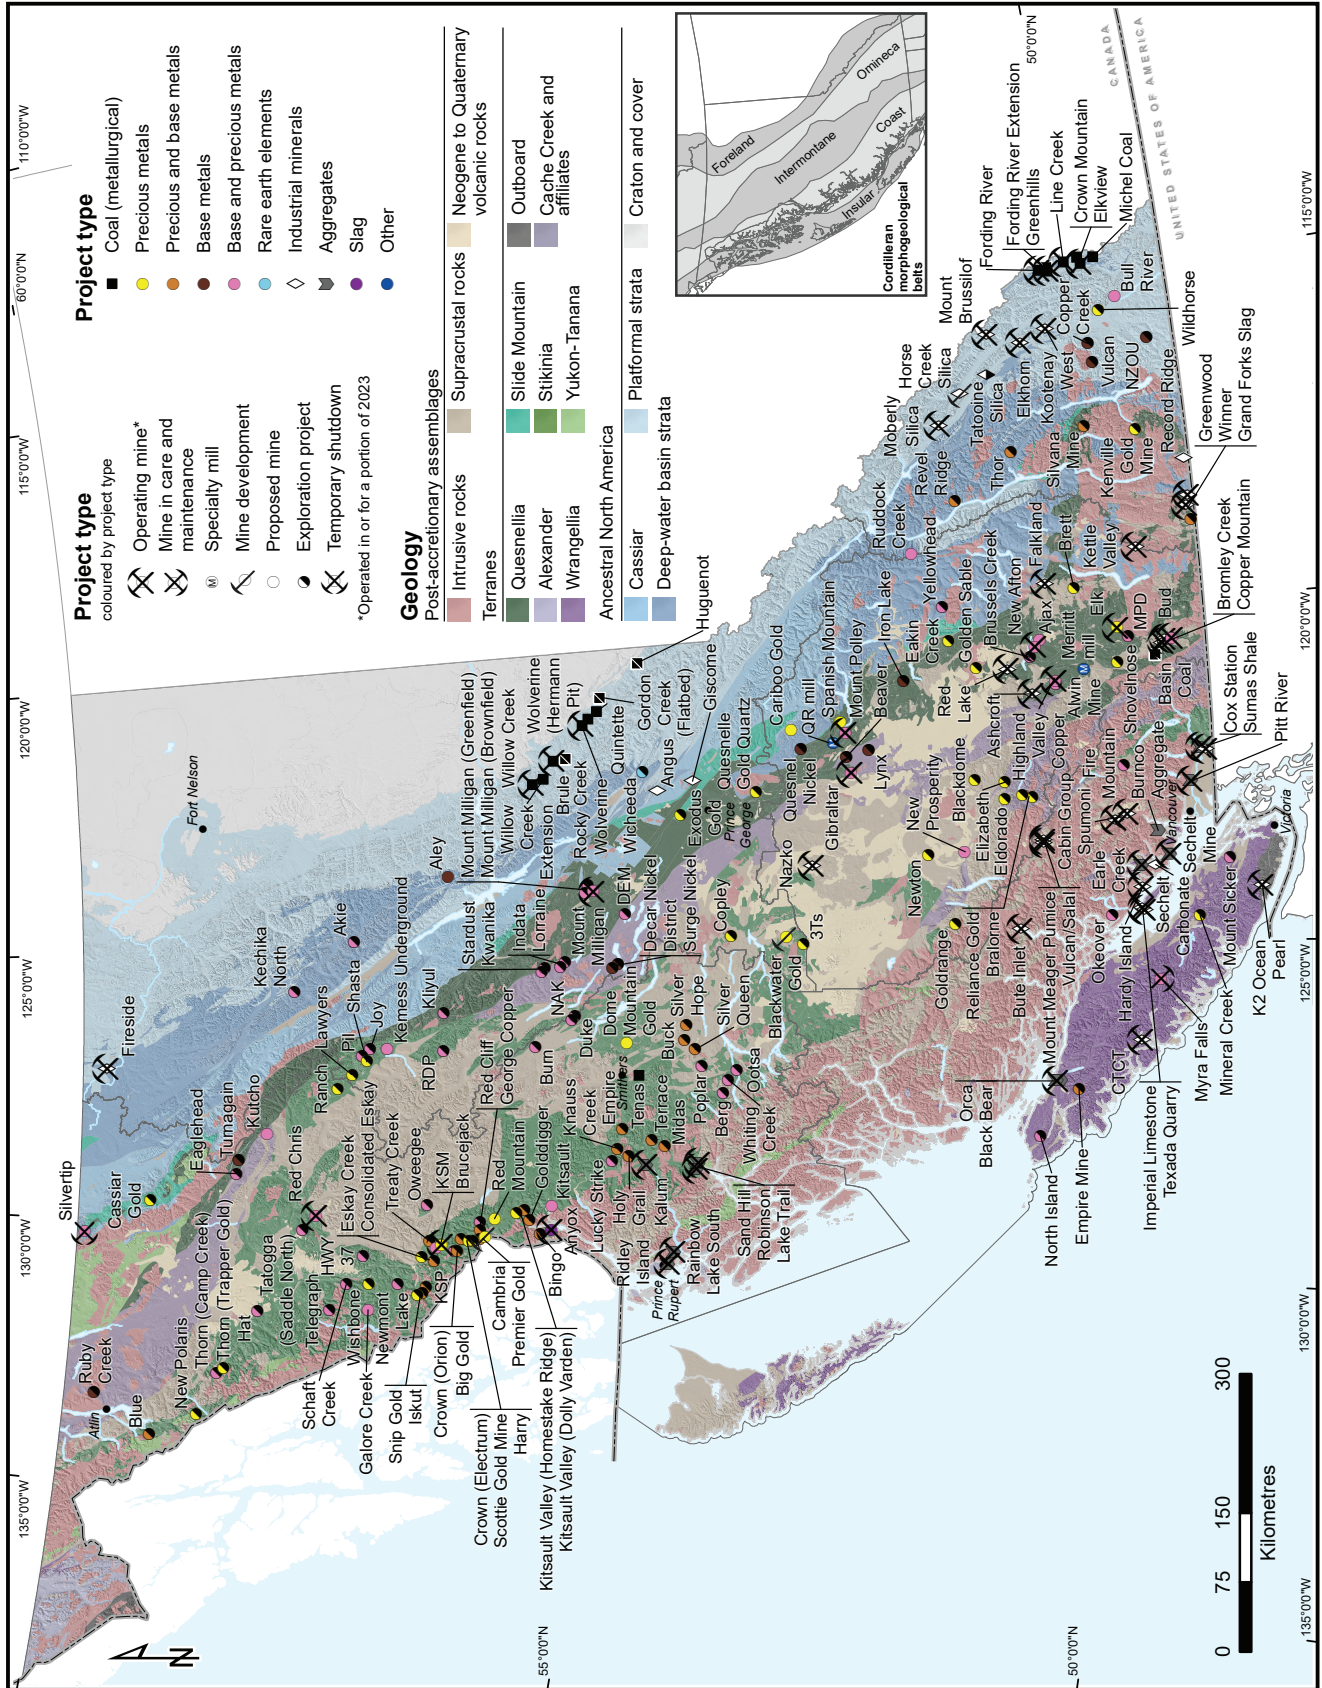 Project type
coloured by project type
Operating mine*
Mine in care and
maintenance
Specialty mill
Mine development
Proposed mine
Exploration project
Temporary shutdown
*Operated in or for a portion of 2023
M
Project type
Coal (metallurgical)
Precious metals
Precious and base metals
Base metals
Base and precious metals
Rare earth elements
Industrial minerals
Aggregates
Slag
Other
Geology
Post-accretionary assemblages
Intrusive rocks
Supracrustal rocks
Neogene to Quaternary
volcanic rocks
Terranes
Quesnellia
Alexander
Wrangellia
Slide Mountain
Stikinia
Yukon-Tanana
Outboard
Cache Creek and
affiliates
Ancestral North America
Cassiar
Deep-water basin strata
Platformal strata
Craton and cover
Foreland
Omineca
Intermontane
Coast
Insular
Cordilleran
morphogeological
belts
135°0'0"W
130°0'0"W
125°0'0"W
120°0'0"W
115°0'0"W
110°0'0"W
60°0'0"N
55°0'0"N
50°0'0"N
50°0'0"N
135°0'0"W
130°0'0"W
125°0'0"W
120°0'0"W
115°0'0"W
N
0
75
150
300
Kilometres
CANADA
UNITED STATES OF AMERICA
Silvertip
Cassiar
Gold
Ruby
Creek
Atlin
Blue
New Polaris
Thorn (Camp Creek)
Thorn (Trapper Gold)
Eaglehead
Turnagain
Kutcho
Fireside
Kechika
North
Akie
Fort Nelson
Ranch
Lawyers
Pil
Shasta
Joy
Kemess Underground
Kliyul
RDP
Aley
Hat
Tatogga
(Saddle North)
Red Chris
Telegraph
HWY
37
Eskay Creek
Consolidated Eskay
Treaty Creek
Oweegee
KSM
Brucejack
Red Cliff
George Copper
Red
Mountain
Golddigger
Kitsault
Schaft
Creek
Wishbone
Galore Creek
Newmont
Lake
Snip Gold
Iskut
KSP
Crown (Orion)
Big Gold
Crown (Electrum)
Scottie Gold Mine
Harry
Cambria
Premier Gold
Kitsault Valley (Homestake Ridge)
Kitsault Valley (Dolly Varden)
Bingo
Anyox
Lucky Strike
Knauss
Creek
Empire
Smithers
Tenas
Terrace
Midas
Holy
Grail
Kalum
Ridley
Island
Prince
Rupert
Rainbow
Lake South
Sand Hill
Robinson
Lake Trail
Burn
Duke
NAK
Dome
Mountain
Gold
Buck
Silver
Hope
Silver
Queen
Poplar
Berg
Whiting
Creek
Ootsa
Stardust
Kwanika
Indata
Lorraine
Mount
Milligan
Mount Milligan (Greenfield)
Mount Milligan (Brownfield)
Willow
Creek
Willow Creek
Extension
Brule
Rocky Creek
Wolverine
Wolverine
(Hermann
Pit)
Quintette
Gordon
Creek
(Flatbed)
Huguenot
DEM
Decar Nickel
District
Surge Nickel
Copley
Wicheeda
Angus
Giscome
Exodus
Gold
Prince
George
Quesnelle
Gold Quartz
Cariboo Gold
QR mill
Spanish Mountain
Mount Polley
Beaver
Quesnel
Nickel
Gibraltar
Lynx
Iron Lake
Nazko
3Ts
Blackwater
Gold
New
Prosperity
Newton
Blackdome
Elizabeth
Eldorado
Goldrange
Reliance Gold
Bralorne
Bute Inlet
Mount Meager Pumice
Vulcan/Salal
Cabin Group Copper
Spumoni
Fire
Mountain
Highland
Valley
Ashcroft
Alwin
Mine
Merritt
mill
Ajax
New Afton
Brussels Creek
Golden Sable
Red
Lake
Eakin
Creek
Yellowhead
Ruddock
Creek
Revel
Ridge
Moberly
Silica
Horse
Creek
Silica
Tatooine
Silica
Thor
Mount
Brussilof
Elkhorn
Kootenay
West
Copper
Creek
Vulcan
NZOU
Wildhorse
Bull
River
Fording River
Fording River Extension
Greenhills
Line Creek
Crown Mountain
Elkview
Michel Coal
Silvana
Mine
Kenville
Gold
Mine
Record Ridge
Greenwood
Winner
Grand Forks Slag
Falkland
Brett
Kettle
Valley
Elk
MPD
Bud
Bromley Creek
Copper Mountain
Basin
Coal
Shovelnose
Cox Station
Sumas Shale
Pitt River
Burnco
Aggregate
Vancouver
Victoria
Sechelt
Mine
Sechelt
Carbonate
Earle
Creek
Okeover
Hardy Island
Mount Sicker
K2 Ocean
Pearl
Mineral Creek
Myra Falls
CTCT
Imperial Limestone
Texada Quarry
Orca
Black Bear
North Island
Empire Mine